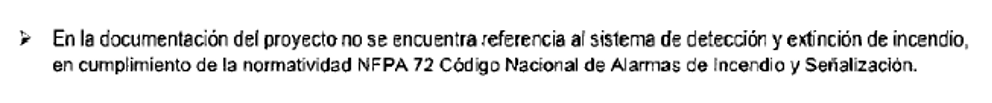 ➢ En la documentación del proyecto no se encuentra referencia al sistema de detección y extinción de incendio,
en cumplimiento de la normatividad NFPA 72 Código Nacional de Alarmas de Incendio y Señalización.